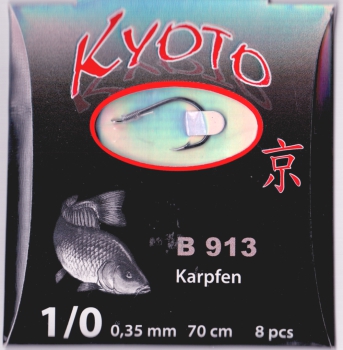 KYOTO
京
B 913
Karpfen
1/0 0,35 mm 70 cm 8 pcs